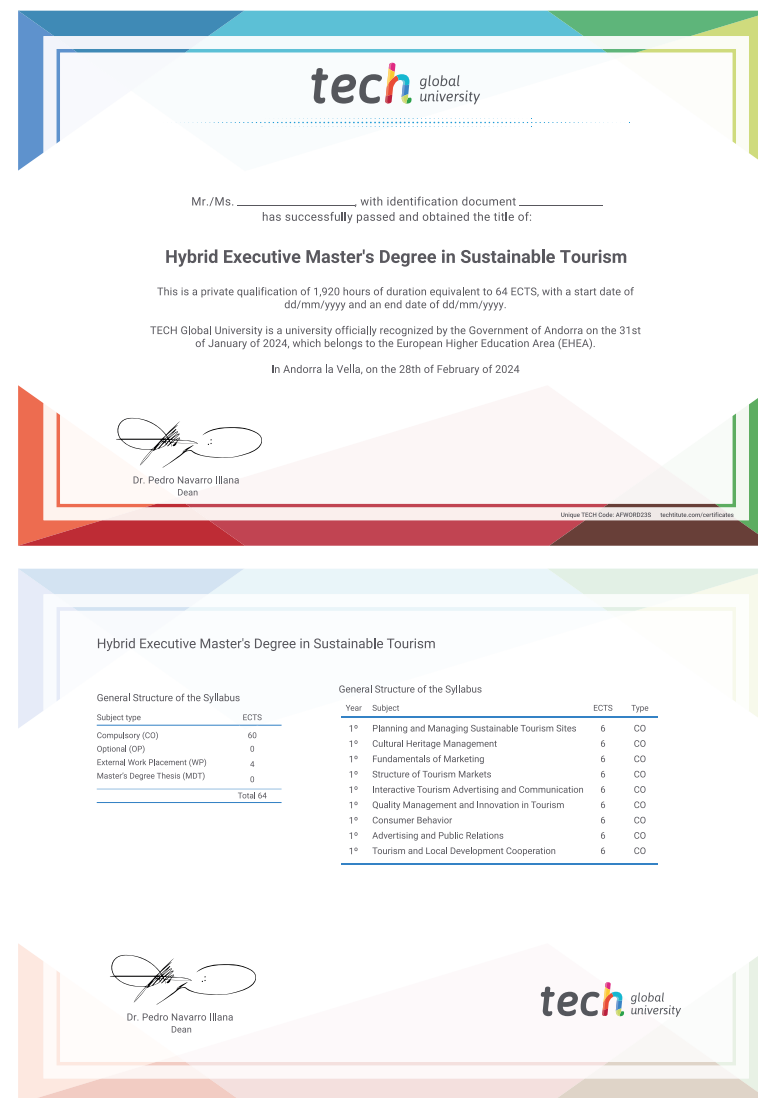 tech global university
Mr./Ms. ________________, with identification document ____________
has successfully passed and obtained the title of:
Hybrid Executive Master's Degree in Sustainable Tourism
This is a private qualification of 1,920 hours of duration equivalent to 64 ECTS, with a start date of
dd/mm/yyyy and an end date of dd/mm/yyyy.
TECH Global University is a university officially recognized by the Government of Andorra on the 31st
of January of 2024, which belongs to the European Higher Education Area (EHEA).
In Andorra la Vella, on the 28th of February of 2024
Dr. Pedro Navarro Illana
Dean
Unique TECH Code: AFWORD23S techtitute.com/certificates
Hybrid Executive Master's Degree in Sustainable Tourism
General Structure of the Syllabus
Subject type ECTS
Compulsory (CO) 60
Optional (OP) 0
External Work Placement (WP) 4
Master's Degree Thesis (MDT) 0
Total 64
General Structure of the Syllabus
Year Subject ECTS Type
1º Planning and Managing Sustainable Tourism Sites 6 CO
1º Cultural Heritage Management 6 CO
1º Fundamentals of Marketing 6 CO
1º Structure of Tourism Markets 6 CO
1º Interactive Tourism Advertising and Communication 6 CO
1º Quality Management and Innovation in Tourism 6 CO
1º Consumer Behavior 6 CO
1º Advertising and Public Relations 6 CO
1º Tourism and Local Development Cooperation 6 CO
Dr. Pedro Navarro Illana
Dean
tech global university